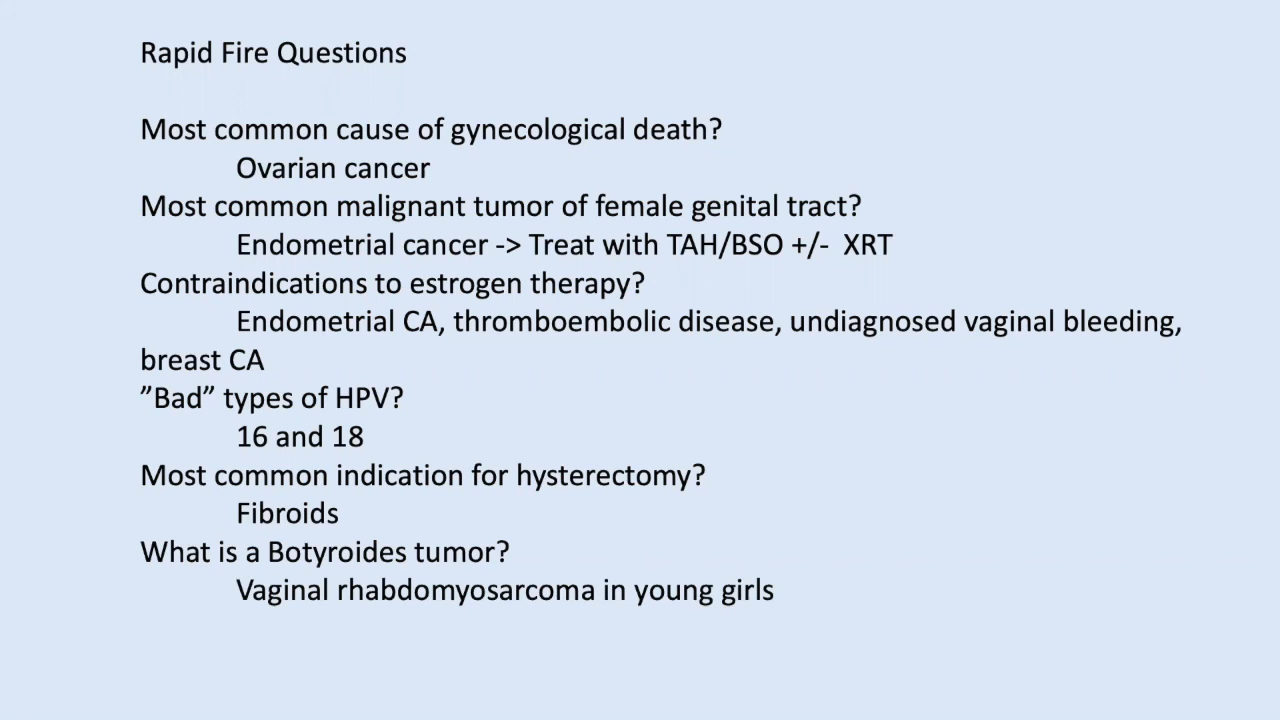 Rapid Fire Questions
Most common cause of gynecological death?
Ovarian cancer
Most common malignant tumor of female genital tract?
Endometrial cancer -> Treat with TAH/BSO +/-  XRT
Contraindications to estrogen therapy?
Endometrial CA, thromboembolic disease, undiagnosed vaginal bleeding,
breast CA
”Bad” types of HPV?
16 and 18
Most common indication for hysterectomy?
Fibroids
What is a Botyroides tumor?
Vaginal rhabdomyosarcoma in young girls